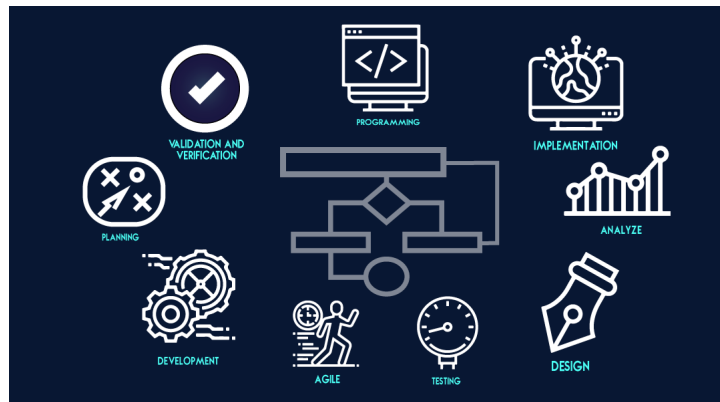 PROGRAMMING
VALIDATION AND
VERIFICATION
IMPLEMENTATION
PLANNING
ANALYZE
DEVELOPMENT
AGILE
TESTING
DESIGN